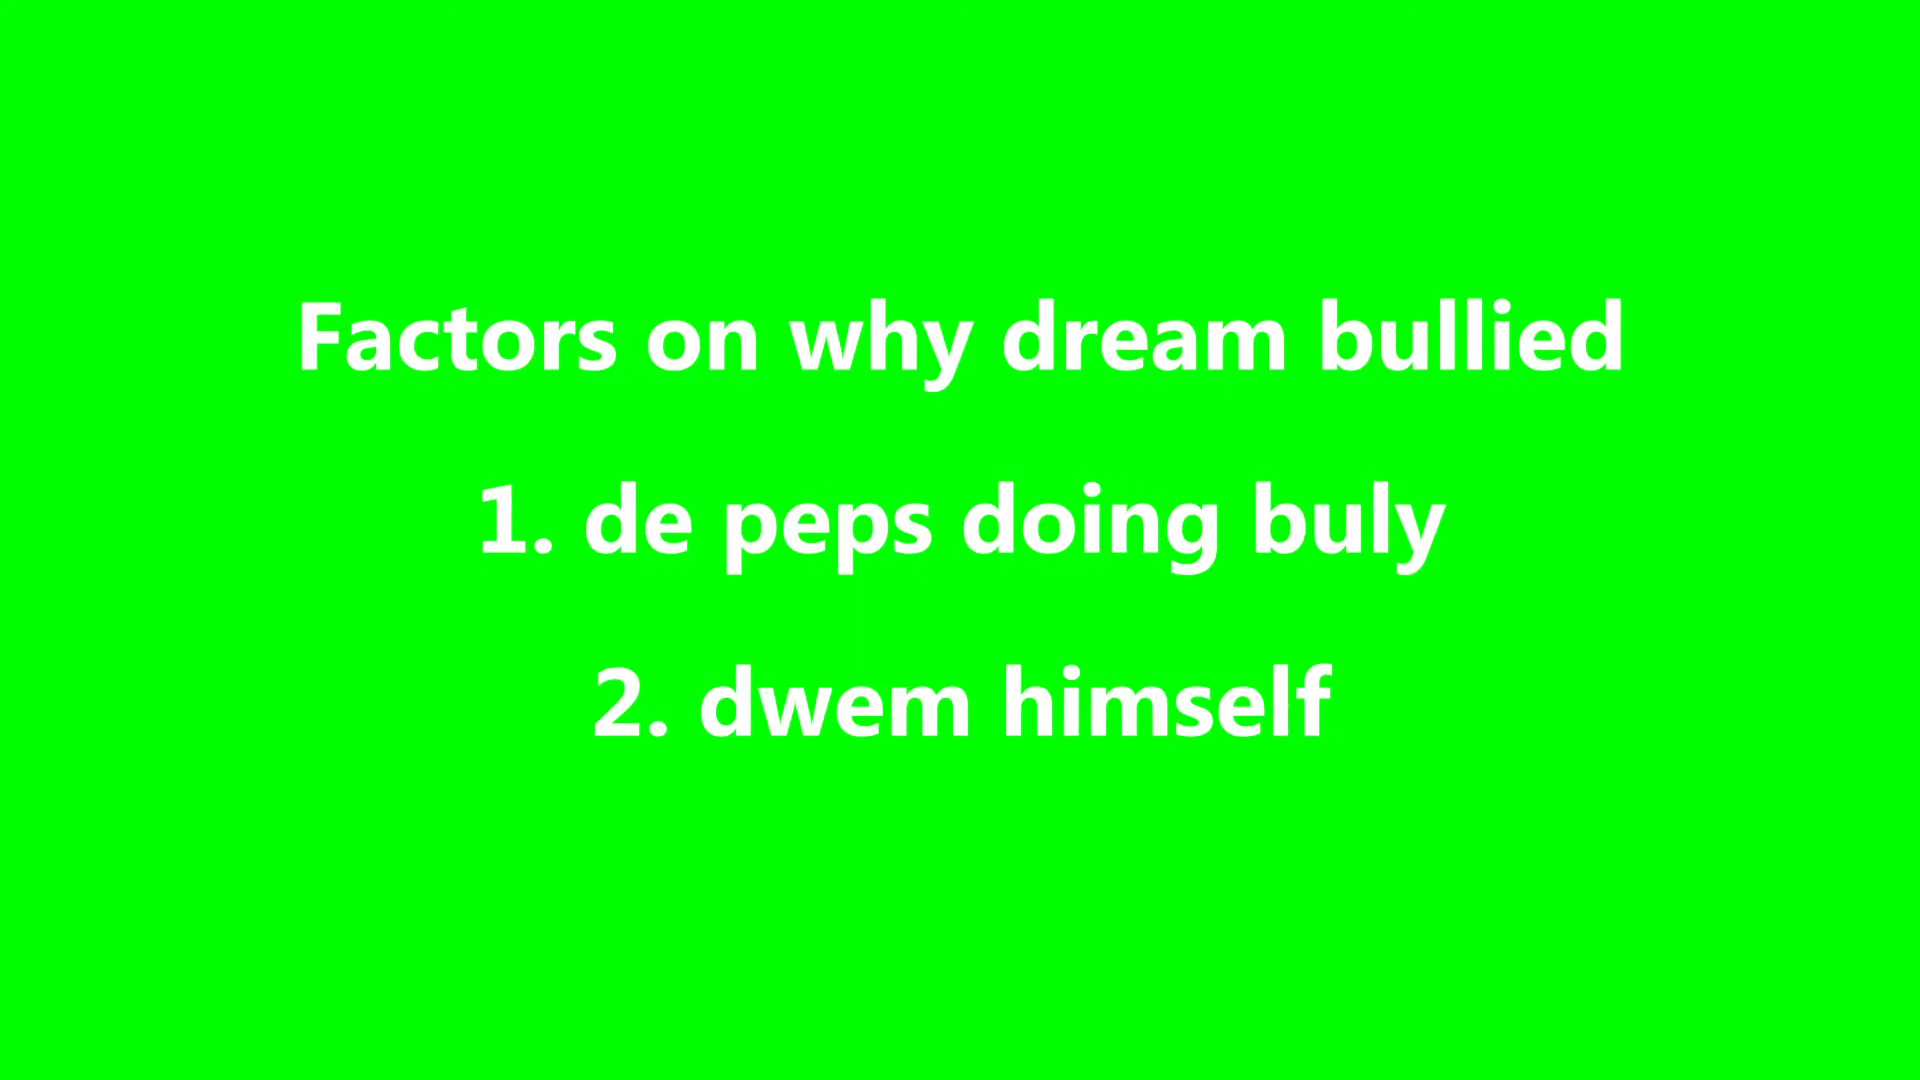 Factors on why dream bullied
1. de peps doing buly
2. dwem himself